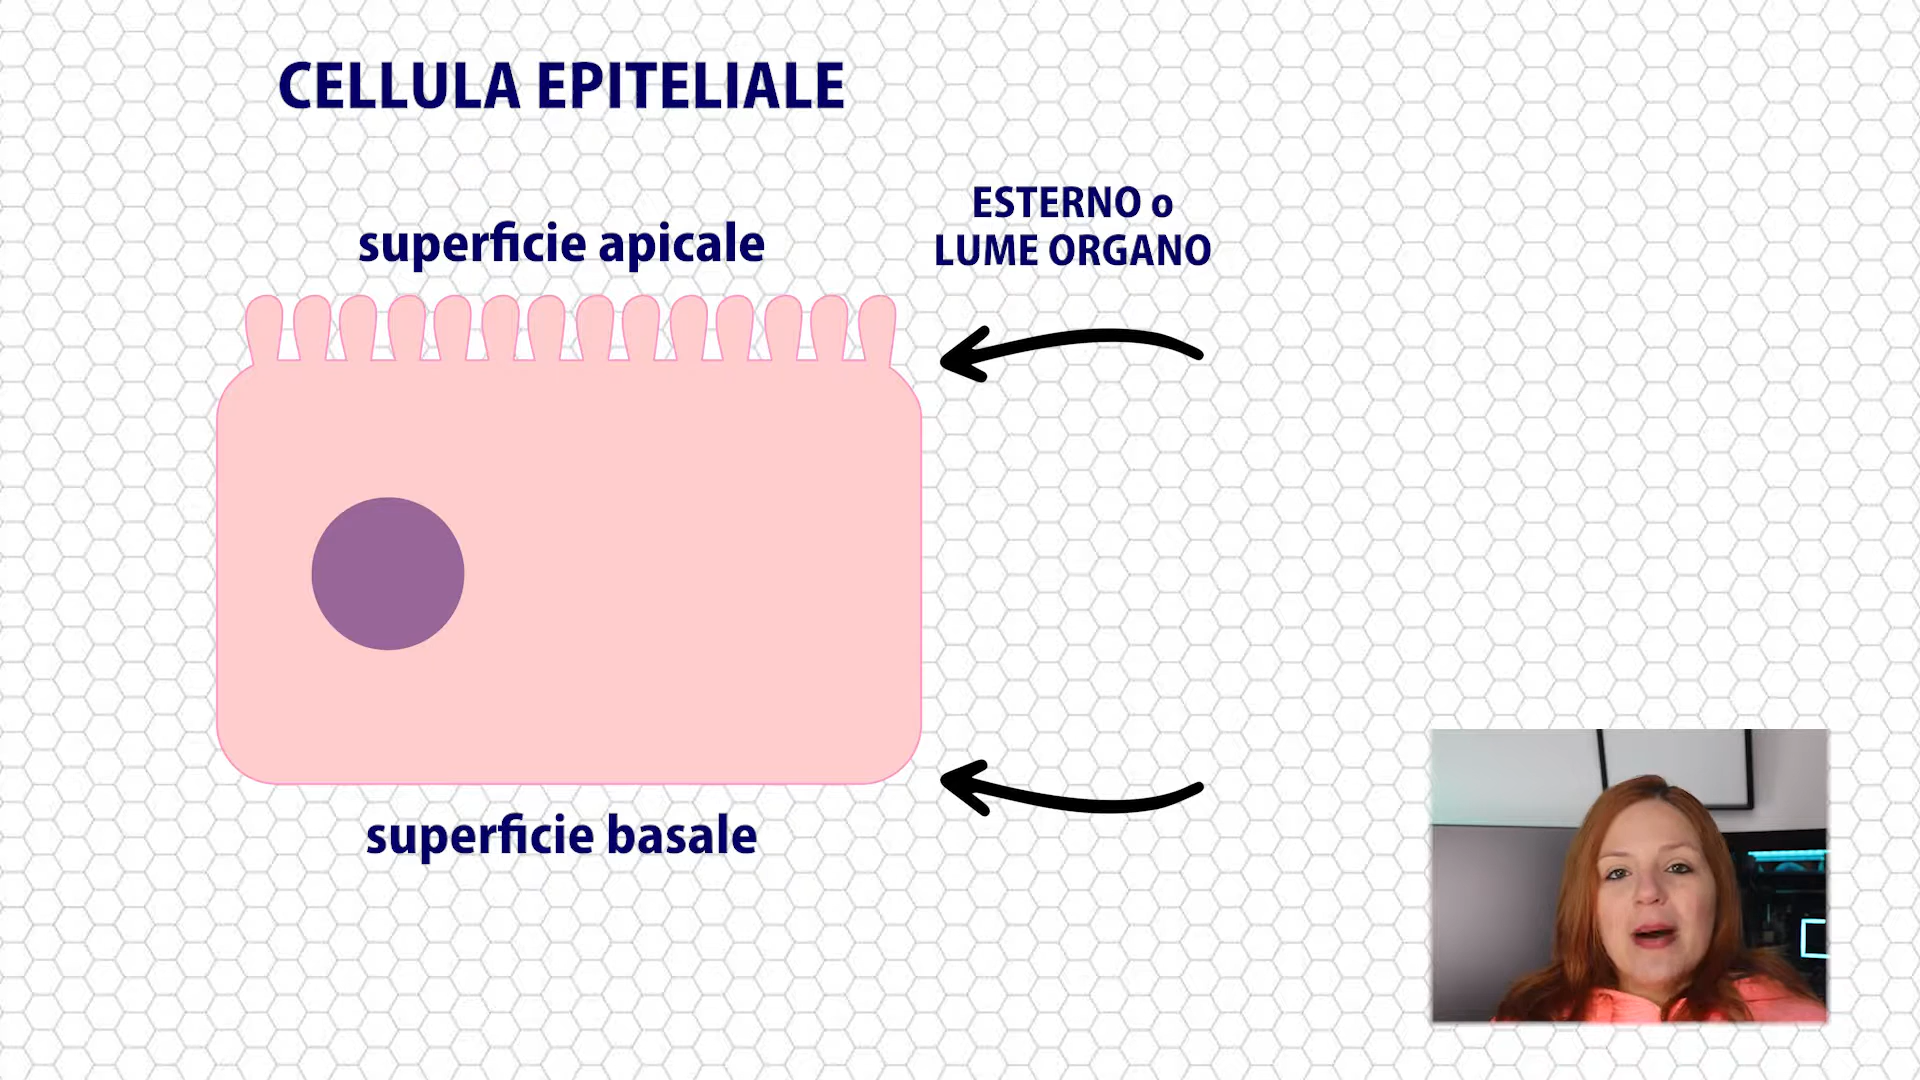 CELLULA EPITELIALE
ESTERNO o
LUME ORGANO
superficie apicale
superficie basale